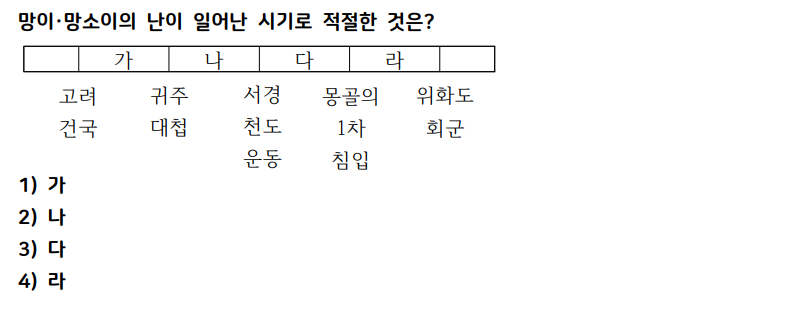 망이·망소이의 난이 일어난 시기로 적절한 것은?
가 나 다 라
고려 귀주 서경 몽골의 위화도
건국 대첩 천도 1차 회군
운동 침입
1) 가
2) 나
3) 다
4) 라